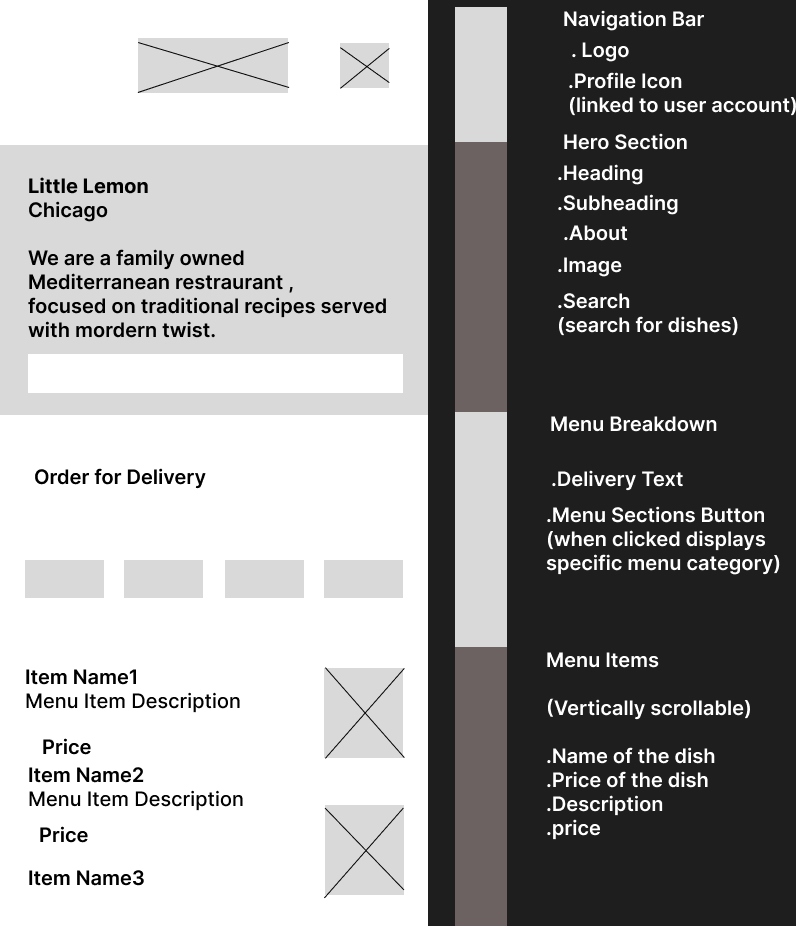 Little Lemon
Chicago
We are a family owned
Mediterranean restraurant ,
focused on traditional recipes served
with mordern twist.
Order for Delivery
Item Name1
Menu Item Description
Price
Item Name2
Menu Item Description
Price
Item Name3
Navigation Bar
. Logo
.Profile Icon
(linked to user account)
Hero Section
.Heading
.Subheading
.About
.Image
.Search
(search for dishes)
Menu Breakdown
.Delivery Text
.Menu Sections Button
(when clicked displays
specific menu category)
Menu Items
(Vertically scrollable)
.Name of the dish
.Price of the dish
.Description
.price